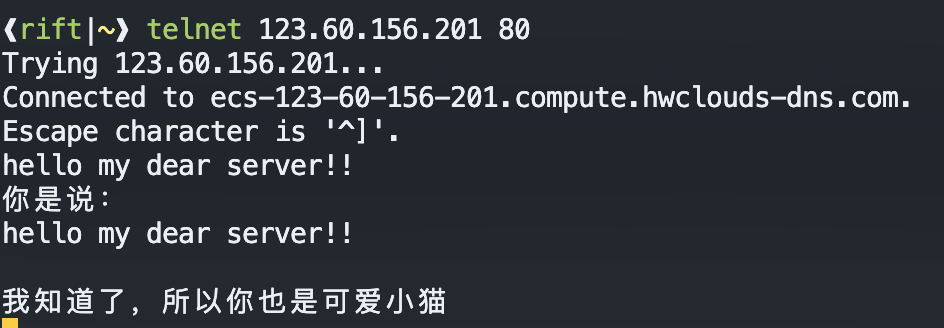 ❨rift|~❩ telnet 123.60.156.201 80
Trying 123.60.156.201...
Connected to ecs-123-60-156-201.compute.hwclouds-dns.com.
Escape character is '^]'.
hello my dear server!!
你是说：
hello my dear server!!
我知道了，所以你也是可爱小猫